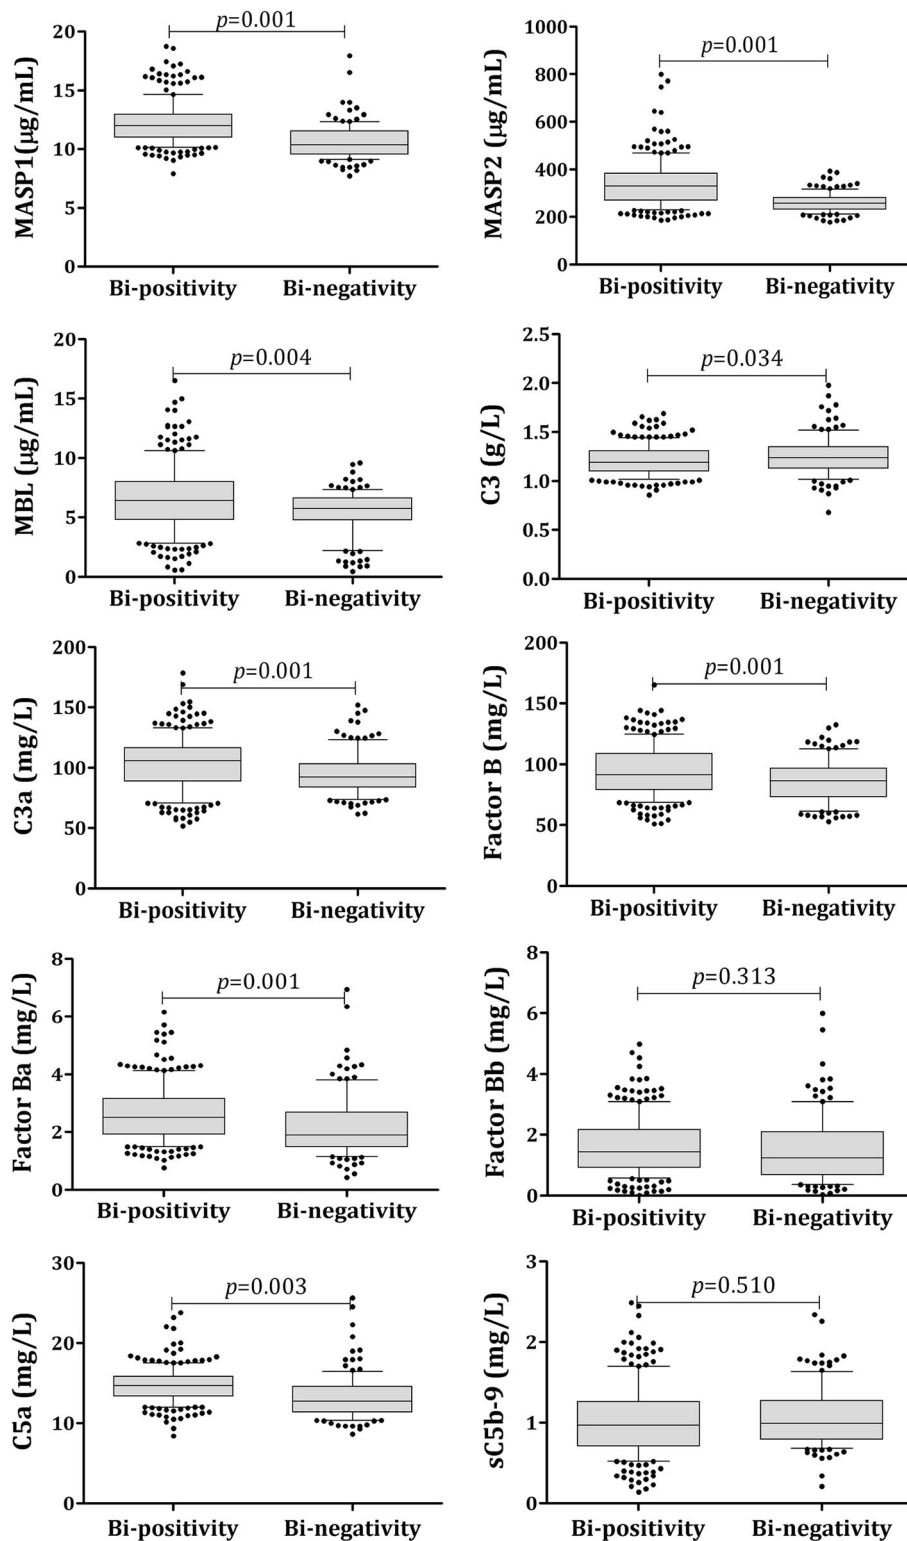 p=0.001
MASP1(μg/mL)
20
15
10
5
0
Bi-positivity Bi-negativity
p=0.001
MASP2 (μg/mL)
1000
800
600
400
200
0
Bi-positivity Bi-negativity
p=0.004
MBL (μg/mL)
20
15
10
5
0
Bi-positivity Bi-negativity
p=0.034
C3 (g/L)
2.5
2.0
1.5
1.0
0.5
0.0
Bi-positivity Bi-negativity
p=0.001
C3a (mg/L)
200
150
100
50
0
Bi-positivity Bi-negativity
p=0.001
Factor B (mg/L)
200
150
100
50
0
Bi-positivity Bi-negativity
p=0.001
Factor Ba (mg/L)
8
6
4
2
0
Bi-positivity Bi-negativity
p=0.313
Factor Bb (mg/L)
8
6
4
2
0
Bi-positivity Bi-negativity
p=0.003
C5a (mg/L)
30
20
10
0
Bi-positivity Bi-negativity
p=0.510
sC5b-9 (mg/L)
3
2
1
0
Bi-positivity Bi-negativity